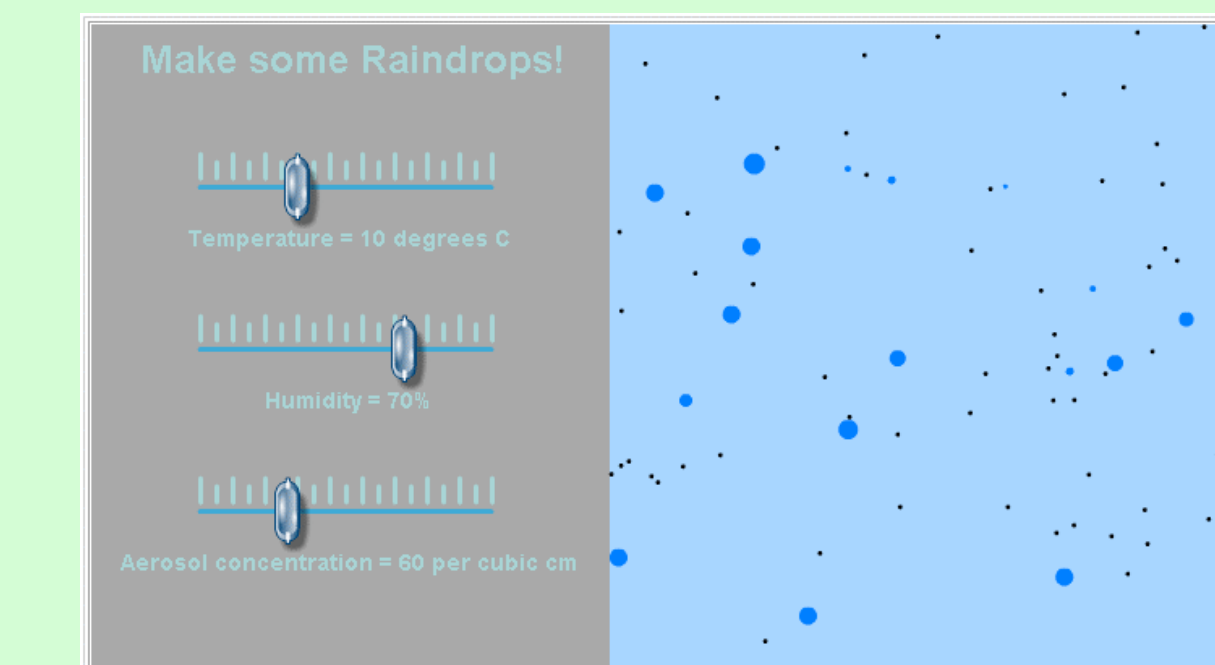 Make some Raindrops!
Temperature = 10 degrees C
Humidity = 70%
Aerosol concentration = 60 per cubic cm